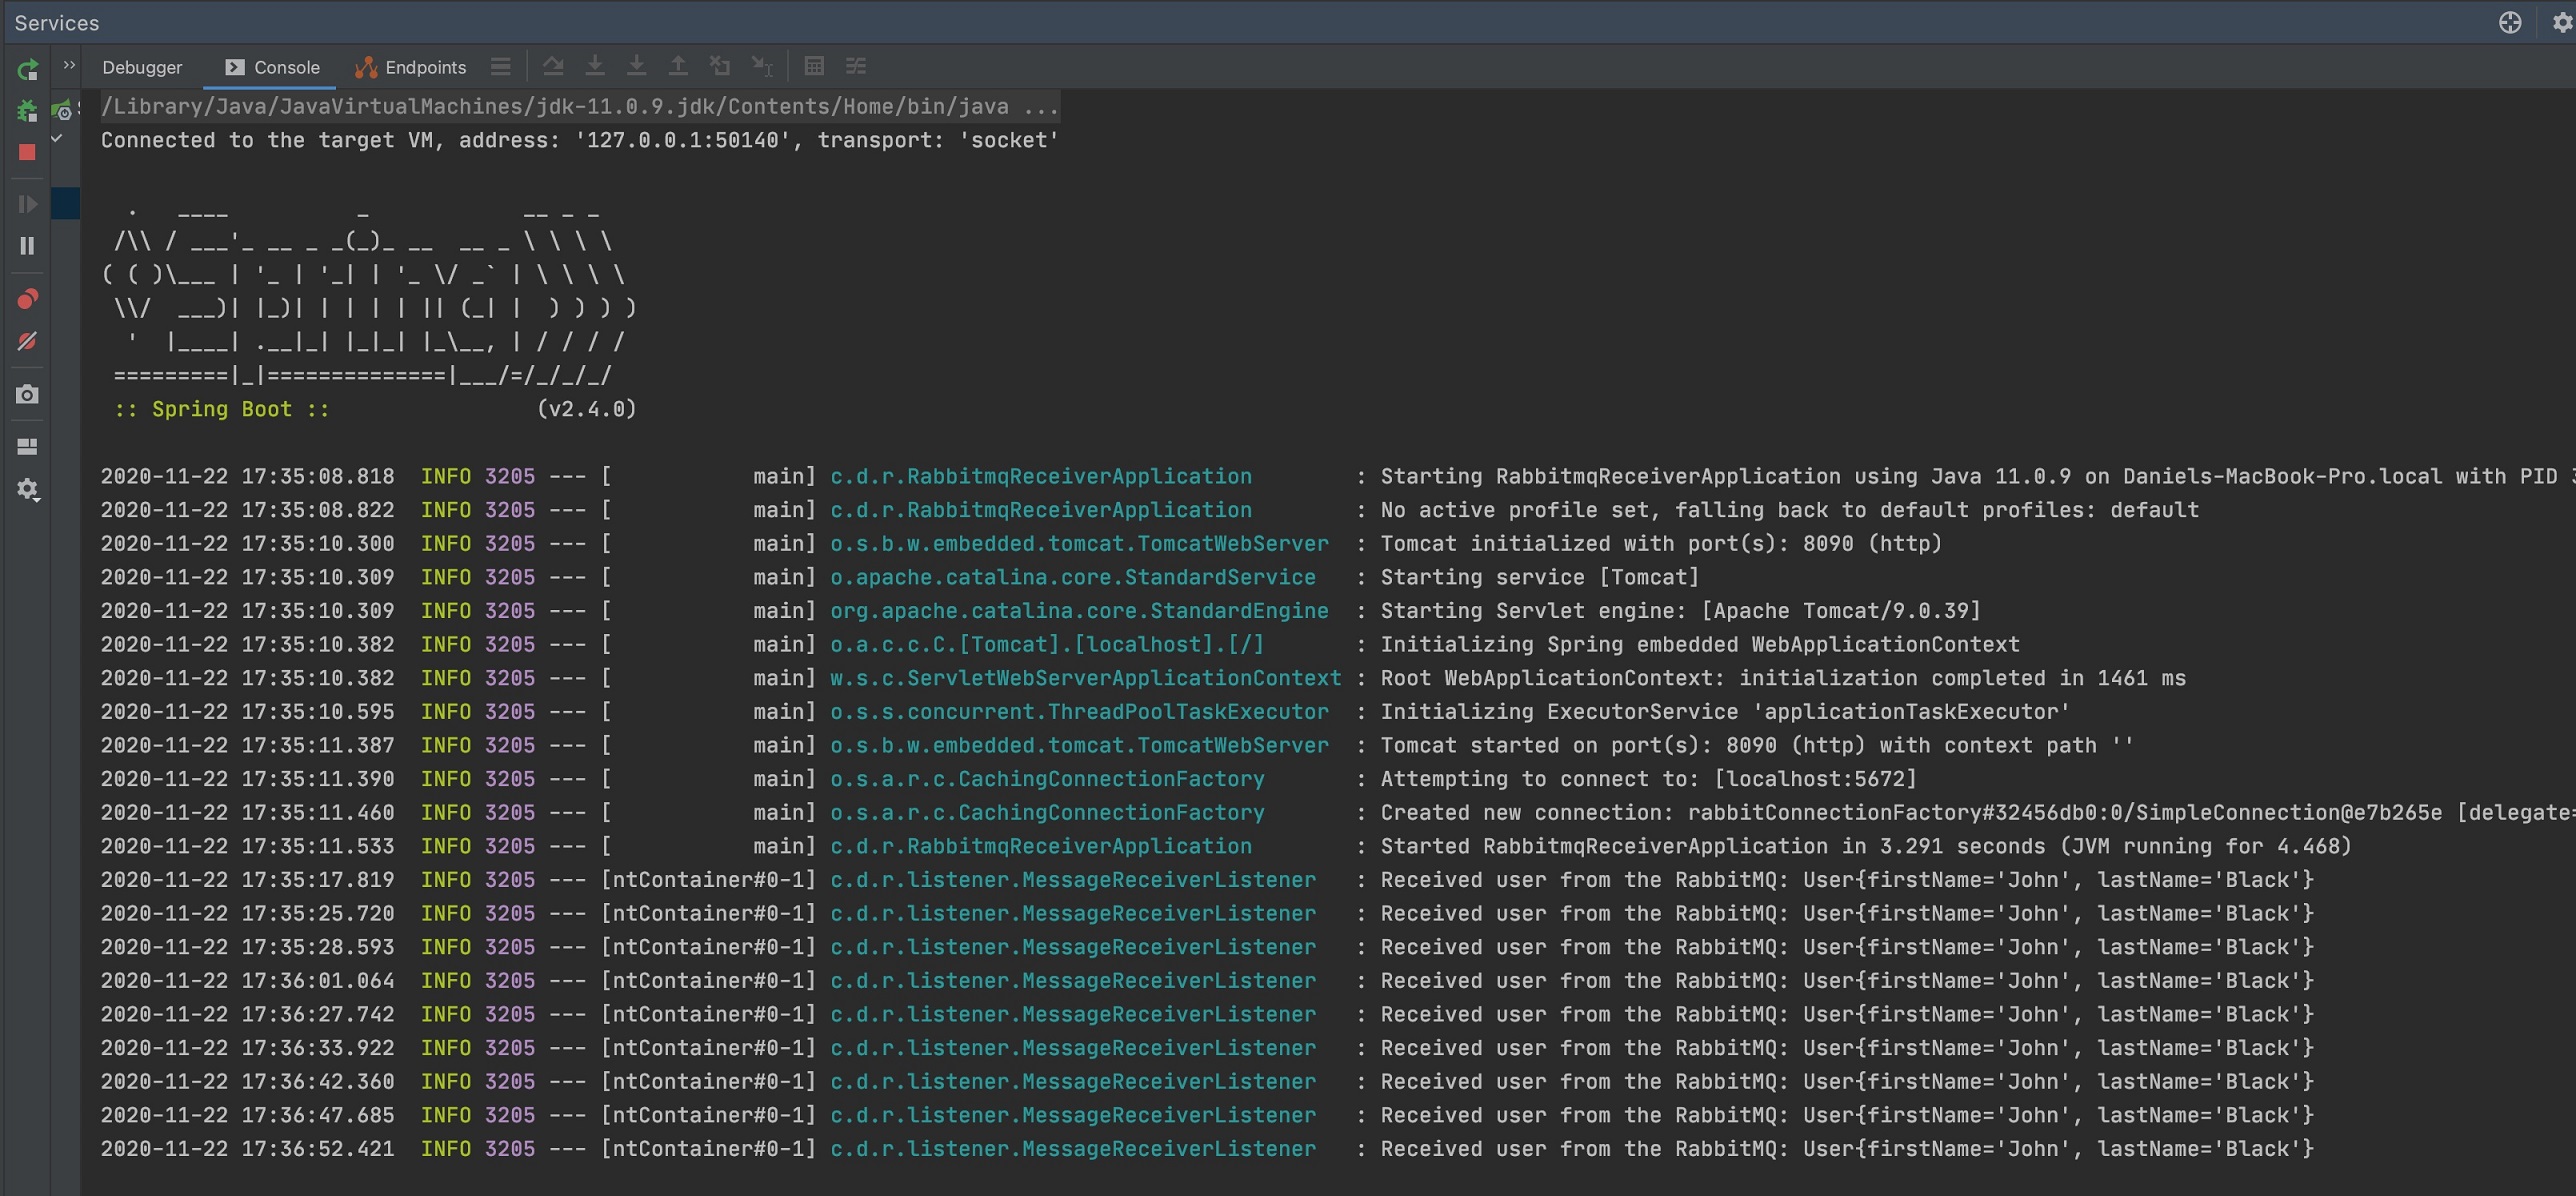 Services
Debugger Console Endpoints
/Library/Java/JavaVirtualMachines/jdk-11.0.9.jdk/Contents/Home/bin/java ...
Connected to the target VM, address: '127.0.0.1:50140', transport: 'socket'
  .   ____          _            __ _ _
 /\\ / ___'_ __ _ _(_)_ __  __ _ \ \ \ \
( ( )\___ | '_ | '_| | '_ \/ _` | \ \ \ \
 \\/  ___)| |_)| | | | | || (_| |  ) ) ) )
  '  |____| .__|_| |_|_| |_\__, | / / / /
 =========|_|==============|___/=/_/_/_/
 :: Spring Boot ::                (v2.4.0)
2020-11-22 17:35:08.818  INFO 3205 --- [           main] c.d.r.RabbitmqReceiverApplication        : Starting RabbitmqReceiverApplication using Java 11.0.9 on Daniels-MacBook-Pro.local with PID
2020-11-22 17:35:08.822  INFO 3205 --- [           main] c.d.r.RabbitmqReceiverApplication        : No active profile set, falling back to default profiles: default
2020-11-22 17:35:10.300  INFO 3205 --- [           main] o.s.b.w.embedded.tomcat.TomcatWebServer  : Tomcat initialized with port(s): 8090 (http)
2020-11-22 17:35:10.309  INFO 3205 --- [           main] o.apache.catalina.core.StandardService   : Starting service [Tomcat]
2020-11-22 17:35:10.309  INFO 3205 --- [           main] org.apache.catalina.core.StandardEngine  : Starting Servlet engine: [Apache Tomcat/9.0.39]
2020-11-22 17:35:10.382  INFO 3205 --- [           main] o.a.c.c.C.[Tomcat].[localhost].[/]       : Initializing Spring embedded WebApplicationContext
2020-11-22 17:35:10.382  INFO 3205 --- [           main] w.s.c.ServletWebServerApplicationContext : Root WebApplicationContext: initialization completed in 1461 ms
2020-11-22 17:35:10.595  INFO 3205 --- [           main] o.s.s.concurrent.ThreadPoolTaskExecutor  : Initializing ExecutorService 'applicationTaskExecutor'
2020-11-22 17:35:11.387  INFO 3205 --- [           main] o.s.b.w.embedded.tomcat.TomcatWebServer  : Tomcat started on port(s): 8090 (http) with context path ''
2020-11-22 17:35:11.390  INFO 3205 --- [           main] o.s.a.r.c.CachingConnectionFactory       : Attempting to connect to: [localhost:5672]
2020-11-22 17:35:11.460  INFO 3205 --- [           main] o.s.a.r.c.CachingConnectionFactory       : Created new connection: rabbitConnectionFactory#32456db0:0/SimpleConnection@e7b265e [delegate=
2020-11-22 17:35:11.533  INFO 3205 --- [           main] c.d.r.RabbitmqReceiverApplication        : Started RabbitmqReceiverApplication in 3.291 seconds (JVM running for 4.468)
2020-11-22 17:35:17.819  INFO 3205 --- [ntContainer#0-1] c.d.r.listener.MessageReceiverListener   : Received user from the RabbitMQ: User{firstName='John', lastName='Black'}
2020-11-22 17:35:25.720  INFO 3205 --- [ntContainer#0-1] c.d.r.listener.MessageReceiverListener   : Received user from the RabbitMQ: User{firstName='John', lastName='Black'}
2020-11-22 17:35:28.593  INFO 3205 --- [ntContainer#0-1] c.d.r.listener.MessageReceiverListener   : Received user from the RabbitMQ: User{firstName='John', lastName='Black'}
2020-11-22 17:36:01.064  INFO 3205 --- [ntContainer#0-1] c.d.r.listener.MessageReceiverListener   : Received user from the RabbitMQ: User{firstName='John', lastName='Black'}
2020-11-22 17:36:27.742  INFO 3205 --- [ntContainer#0-1] c.d.r.listener.MessageReceiverListener   : Received user from the RabbitMQ: User{firstName='John', lastName='Black'}
2020-11-22 17:36:33.922  INFO 3205 --- [ntContainer#0-1] c.d.r.listener.MessageReceiverListener   : Received user from the RabbitMQ: User{firstName='John', lastName='Black'}
2020-11-22 17:36:42.360  INFO 3205 --- [ntContainer#0-1] c.d.r.listener.MessageReceiverListener   : Received user from the RabbitMQ: User{firstName='John', lastName='Black'}
2020-11-22 17:36:47.685  INFO 3205 --- [ntContainer#0-1] c.d.r.listener.MessageReceiverListener   : Received user from the RabbitMQ: User{firstName='John', lastName='Black'}
2020-11-22 17:36:52.421  INFO 3205 --- [ntContainer#0-1] c.d.r.listener.MessageReceiverListener   : Received user from the RabbitMQ: User{firstName='John', lastName='Black'}